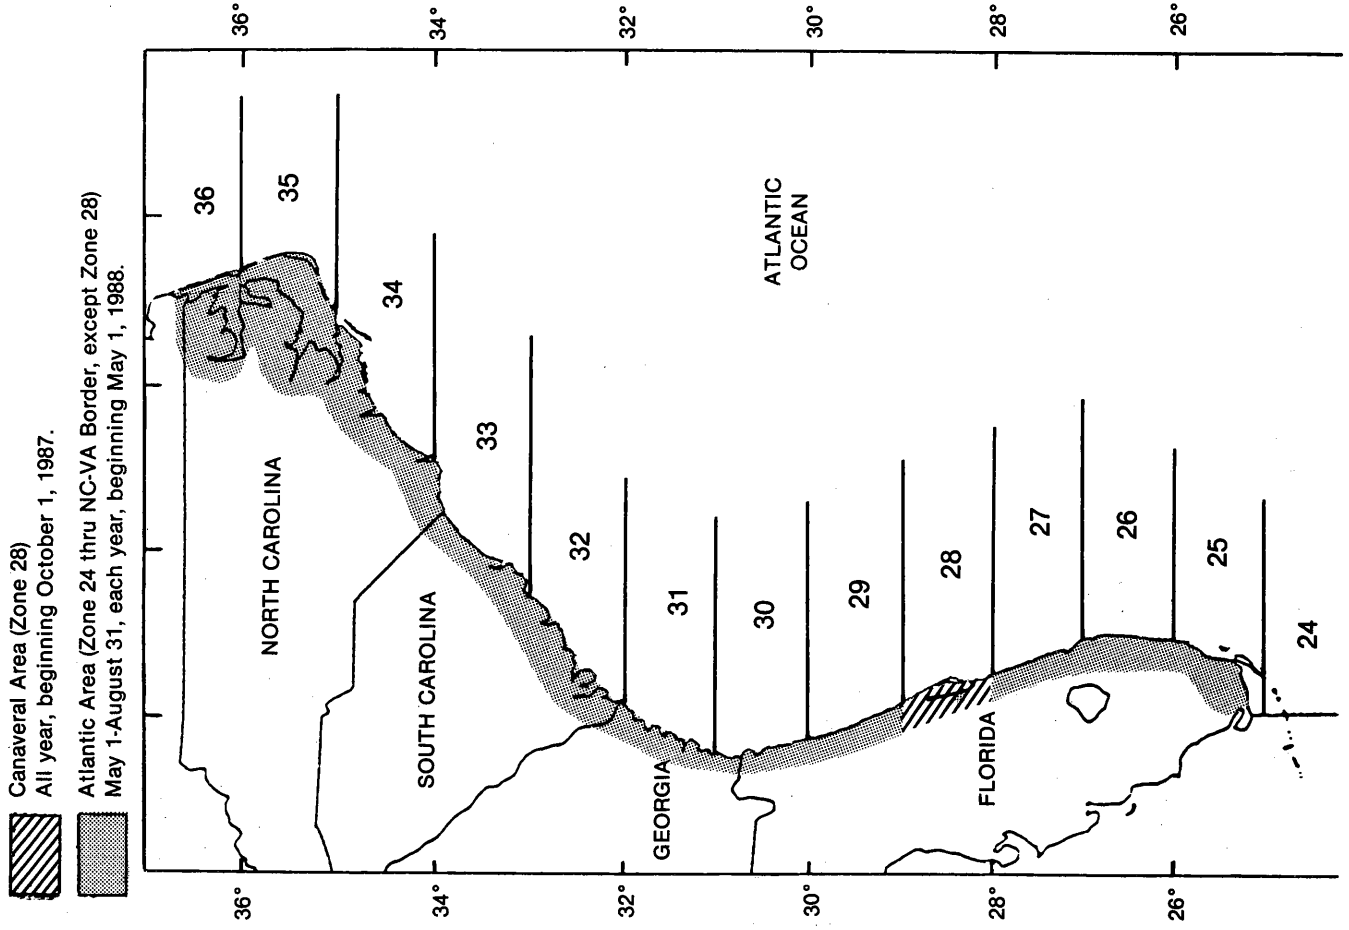 Canaveral Area (Zone 28)
All year, beginning October 1, 1987.
Atlantic Area (Zone 24 thru NC-VA Border, except Zone 28)
May 1-August 31, each year, beginning May 1, 1988.
36°
34°
32°
30°
28°
26°
36
35
34
33
32
31
30
29
28
27
26
25
24
ATLANTIC
OCEAN
NORTH CAROLINA
SOUTH CAROLINA
GEORGIA
FLORIDA
36°
34°
32°
30°
28°
26°